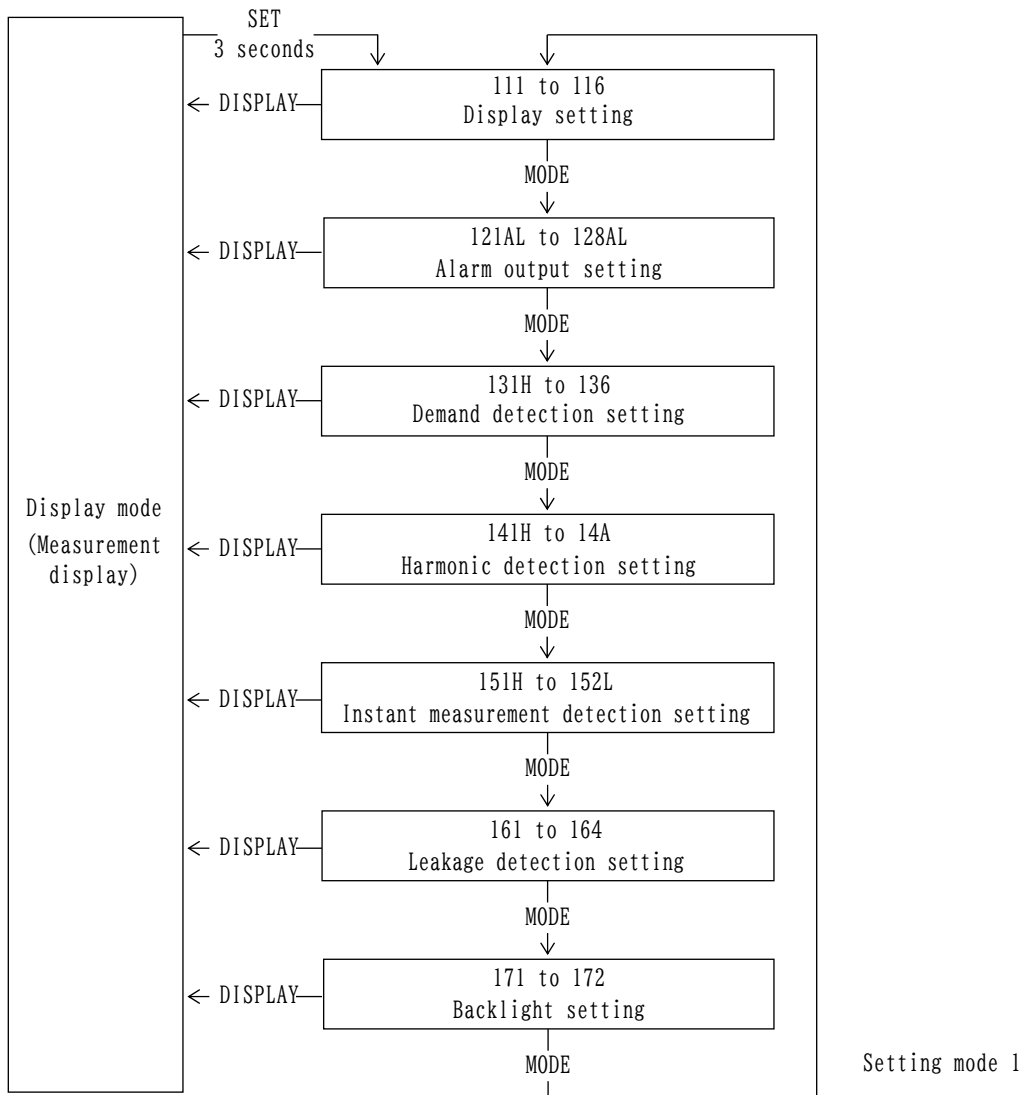 SET
3 seconds
111 to 116
Display setting
DISPLAY
MODE
121AL to 128AL
Alarm output setting
DISPLAY
MODE
131H to 136
Demand detection setting
DISPLAY
MODE
Display mode
(Measurement
display)
141H to 14A
Harmonic detection setting
DISPLAY
MODE
151H to 152L
Instant measurement detection setting
DISPLAY
MODE
161 to 164
Leakage detection setting
DISPLAY
MODE
171 to 172
Backlight setting
DISPLAY
MODE
Setting mode 1